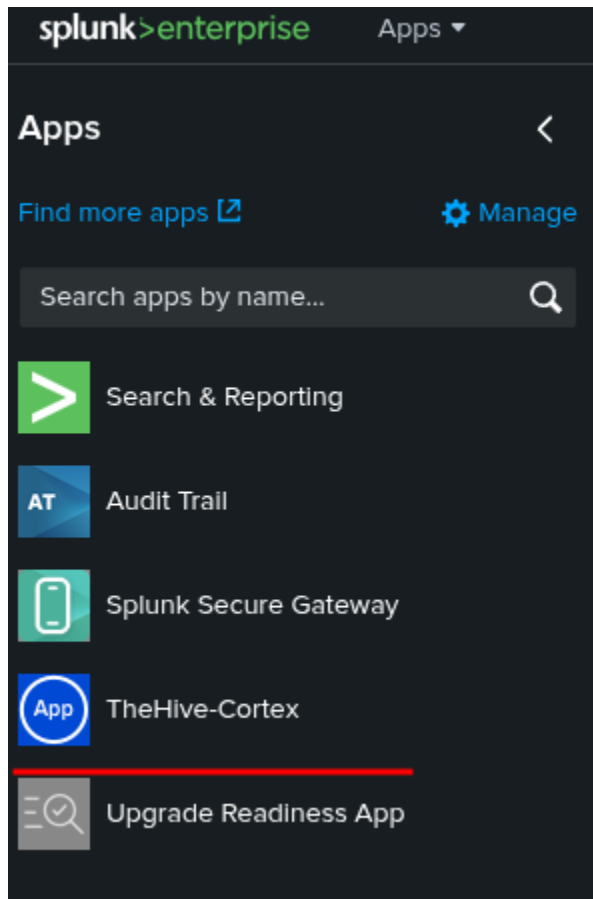 splunk>enterprise Apps
Apps
Find more apps Manage
Search apps by name...
Search & Reporting
AT Audit Trail
Splunk Secure Gateway
App TheHive-Cortex
Upgrade Readiness App